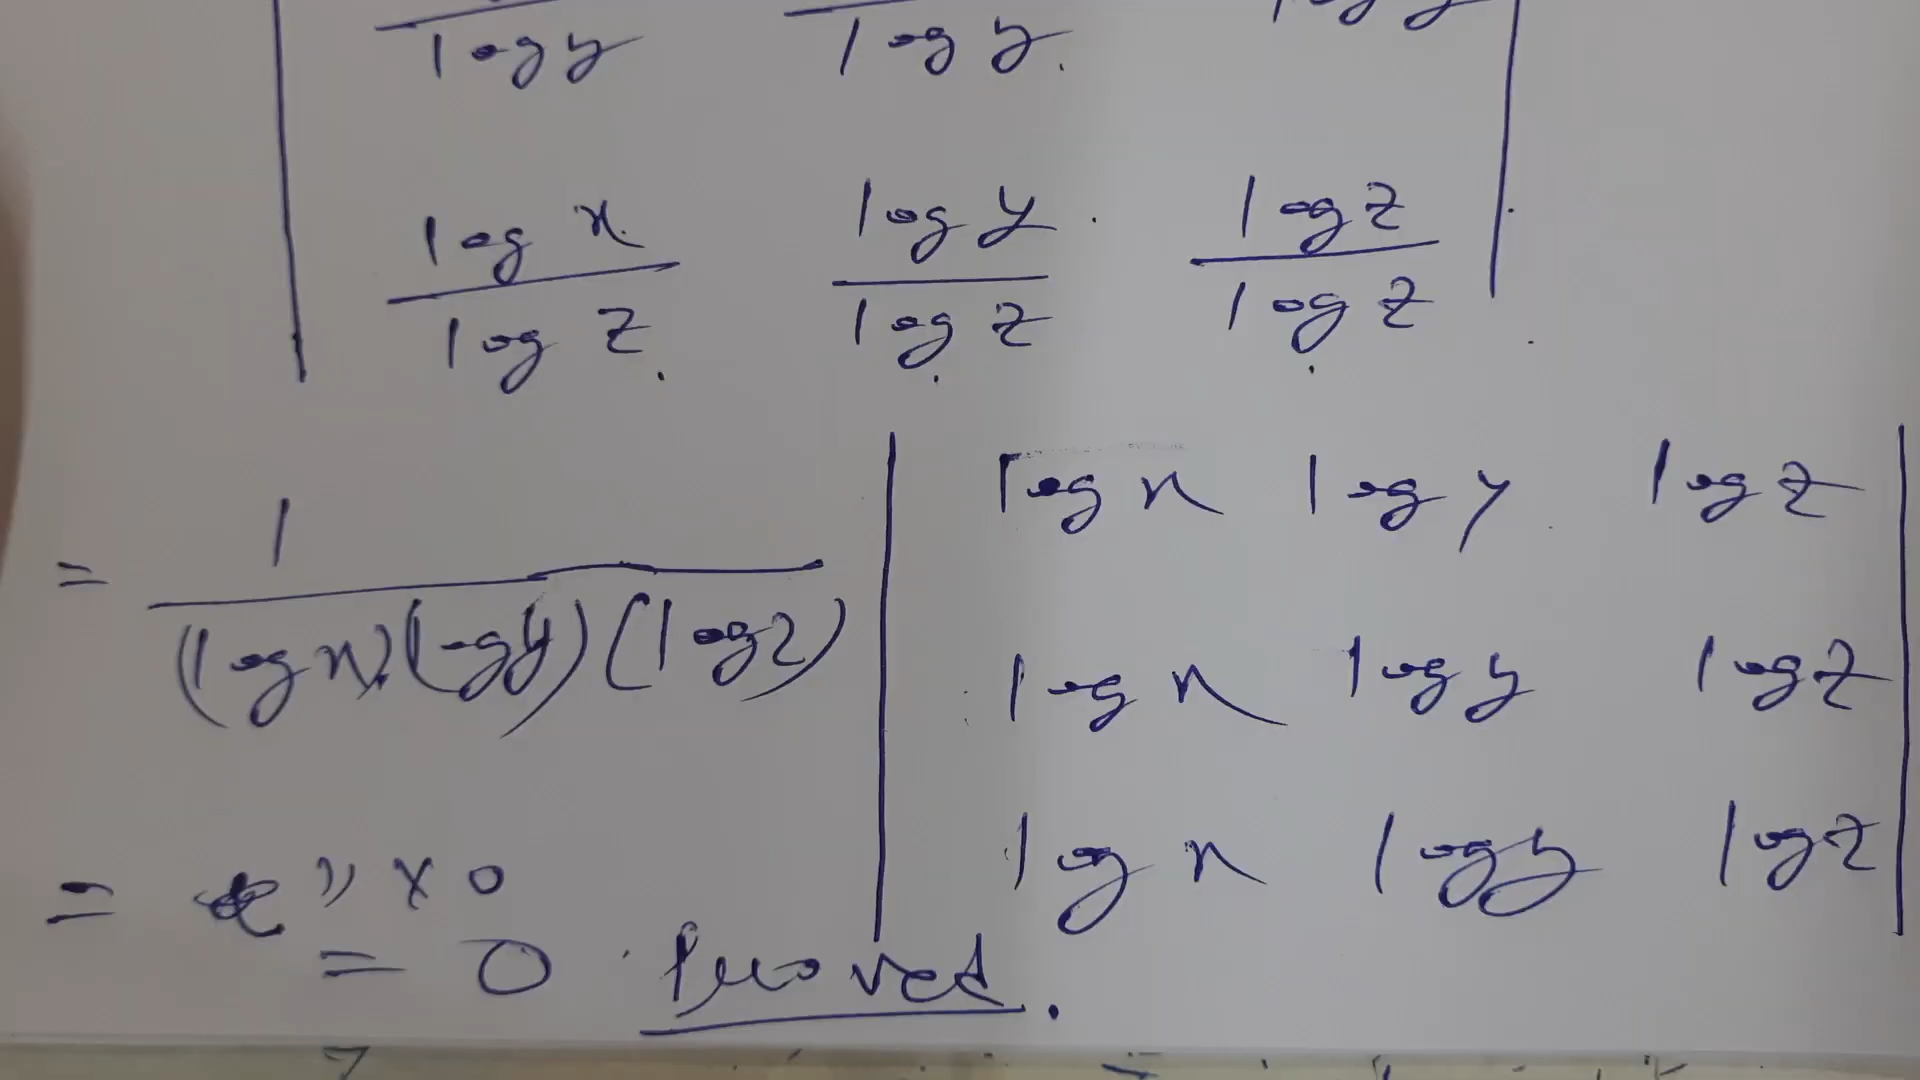 log y log y. log y
log x log y log z
log z. log z log z
log x log y log z
= 1
(log x)(log y)(log z)
log x log y log z
log x log y log z
= " × 0
= 0. Proved.